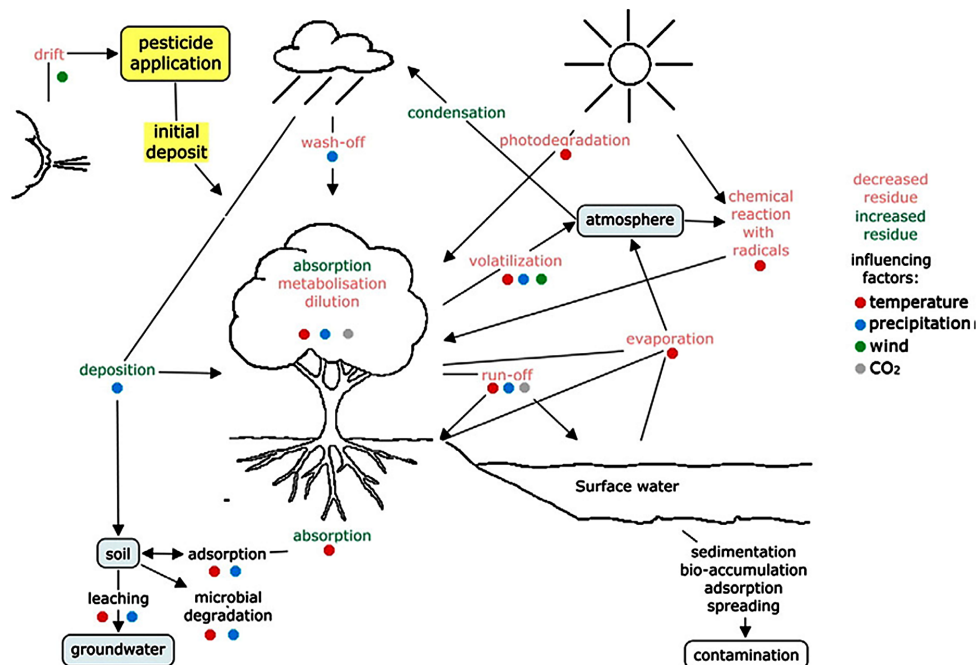 drift
pesticide
application
initial
deposit
wash-off
condensation
photodegradation
chemical
reaction
with
radicals
atmosphere
decreased
residue
increased
residue
influencing
factors:
temperature
precipitation
wind
CO₂
absorption
metabolisation
dilution
volatilization
evaporation
run-off
deposition
Surface water
absorption
soil
adsorption
leaching
microbial
degradation
groundwater
sedimentation
bio-accumulation
adsorption
spreading
contamination